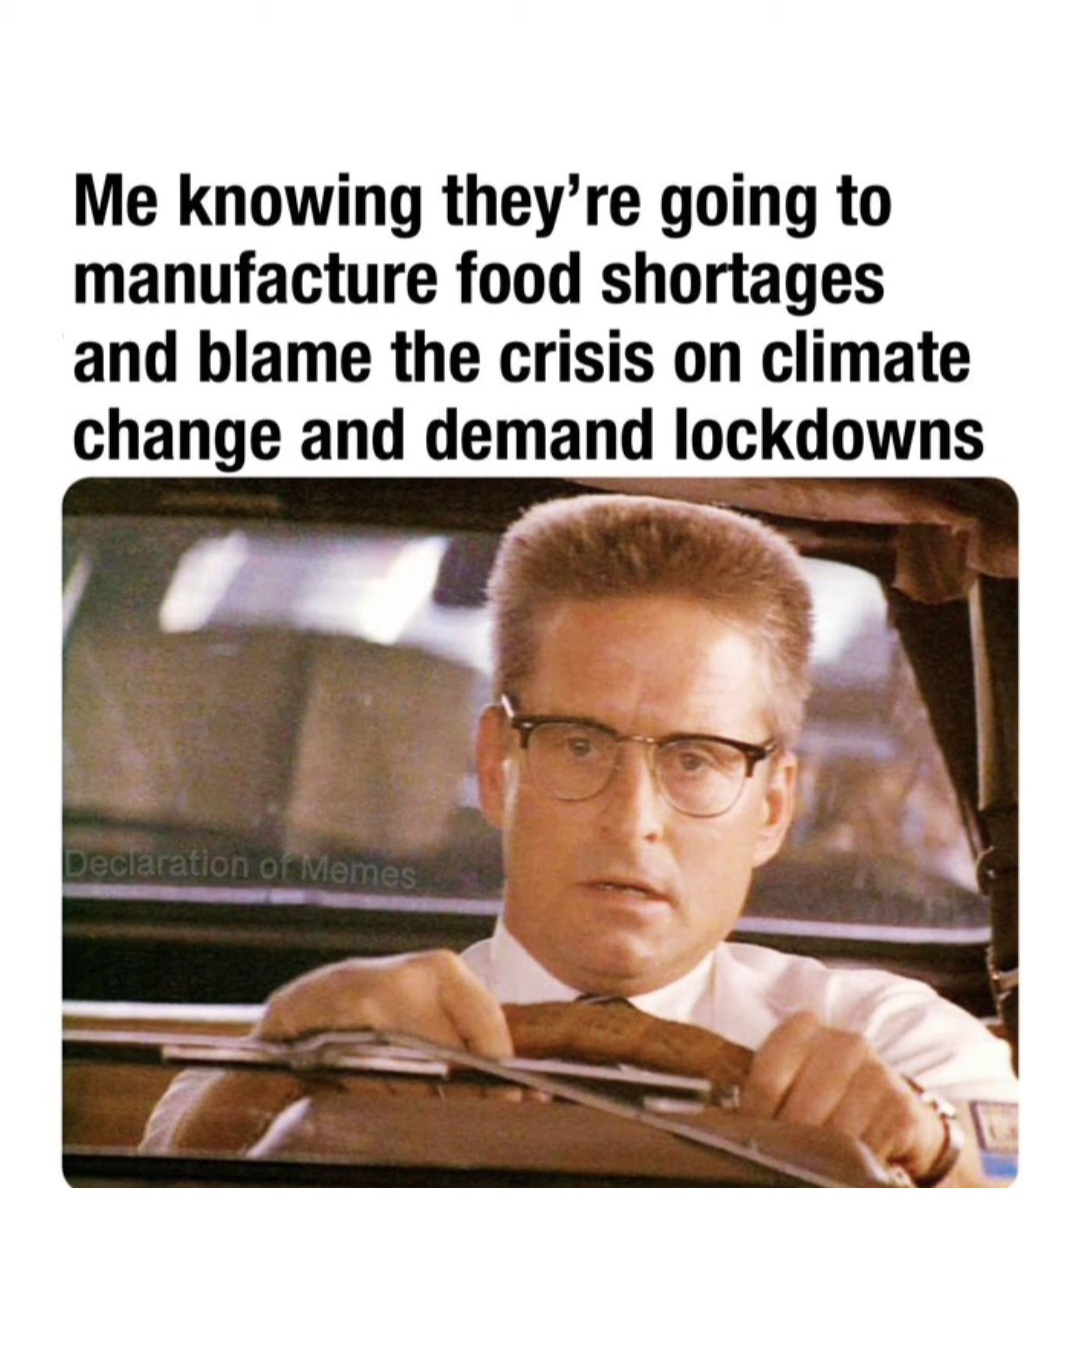 Me knowing they’re going to
manufacture food shortages
and blame the crisis on climate
change and demand lockdowns
Declaration of Memes